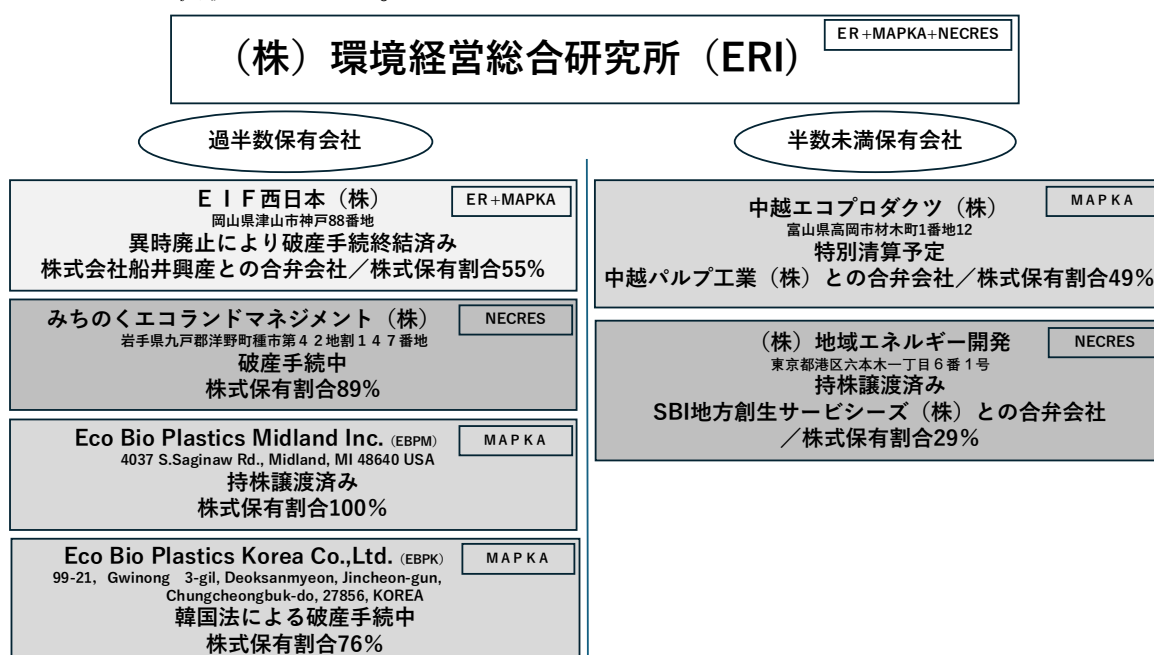 (株)環境経営総合研究所(ERI)
ER+MAPKA+NECRES
過半数保有会社
EIF西日本(株)
ER+MAPKA
岡山県津山市神戸88番地
異時廃止により破産手続終結済み
株式会社船井興産との合弁会社/株式保有割合55%
みちのくエコランドマネジメント(株)
NECRES
岩手県九戸郡洋野町種市第42地割147番地
破産手続中
株式保有割合89%
Eco Bio Plastics Midland Inc. (EBPM)
MAPKA
4037 S.Saginaw Rd., Midland, MI 48640 USA
持株譲渡済み
株式保有割合100%
Eco Bio Plastics Korea Co.,Ltd. (EBPK)
MAPKA
99-21, Gwinong 3-gil, Deoksanmyeon, Jincheon-gun,
Chungcheongbuk-do, 27856, KOREA
韓国法による破産手続中
株式保有割合76%
半数未満保有会社
中越エコプロダクツ(株)
MAPKA
富山県高岡市材木町1番地12
特別清算予定
中越パルプ工業(株)との合弁会社/株式保有割合49%
(株)地域エネルギー開発
NECRES
東京都港区六本木一丁目6番1号
持株譲渡済み
SBI地方創生サービシーズ(株)との合弁会社
/株式保有割合29%